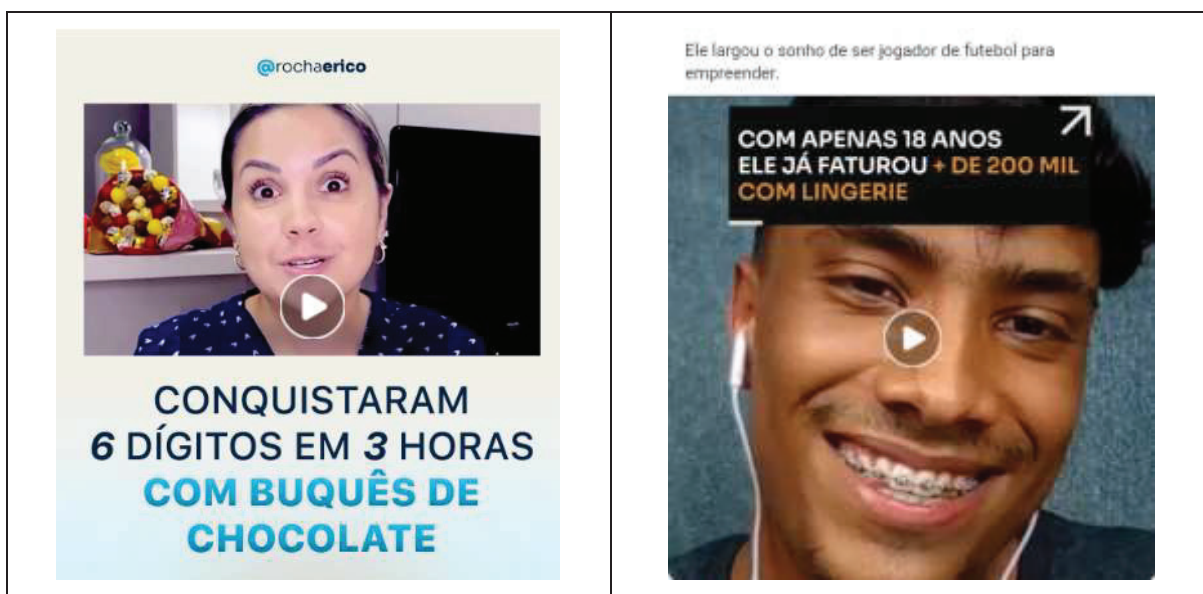 @rochaerico
CONQUISTARAM
6 DÍGITOS EM 3 HORAS
COM BUQUÊS DE
CHOCOLATE
Ele largou o sonho de ser jogador de futebol para
empreender.
COM APENAS 18 ANOS
ELE JÁ FATUROU + DE 200 MIL
COM LINGERIE